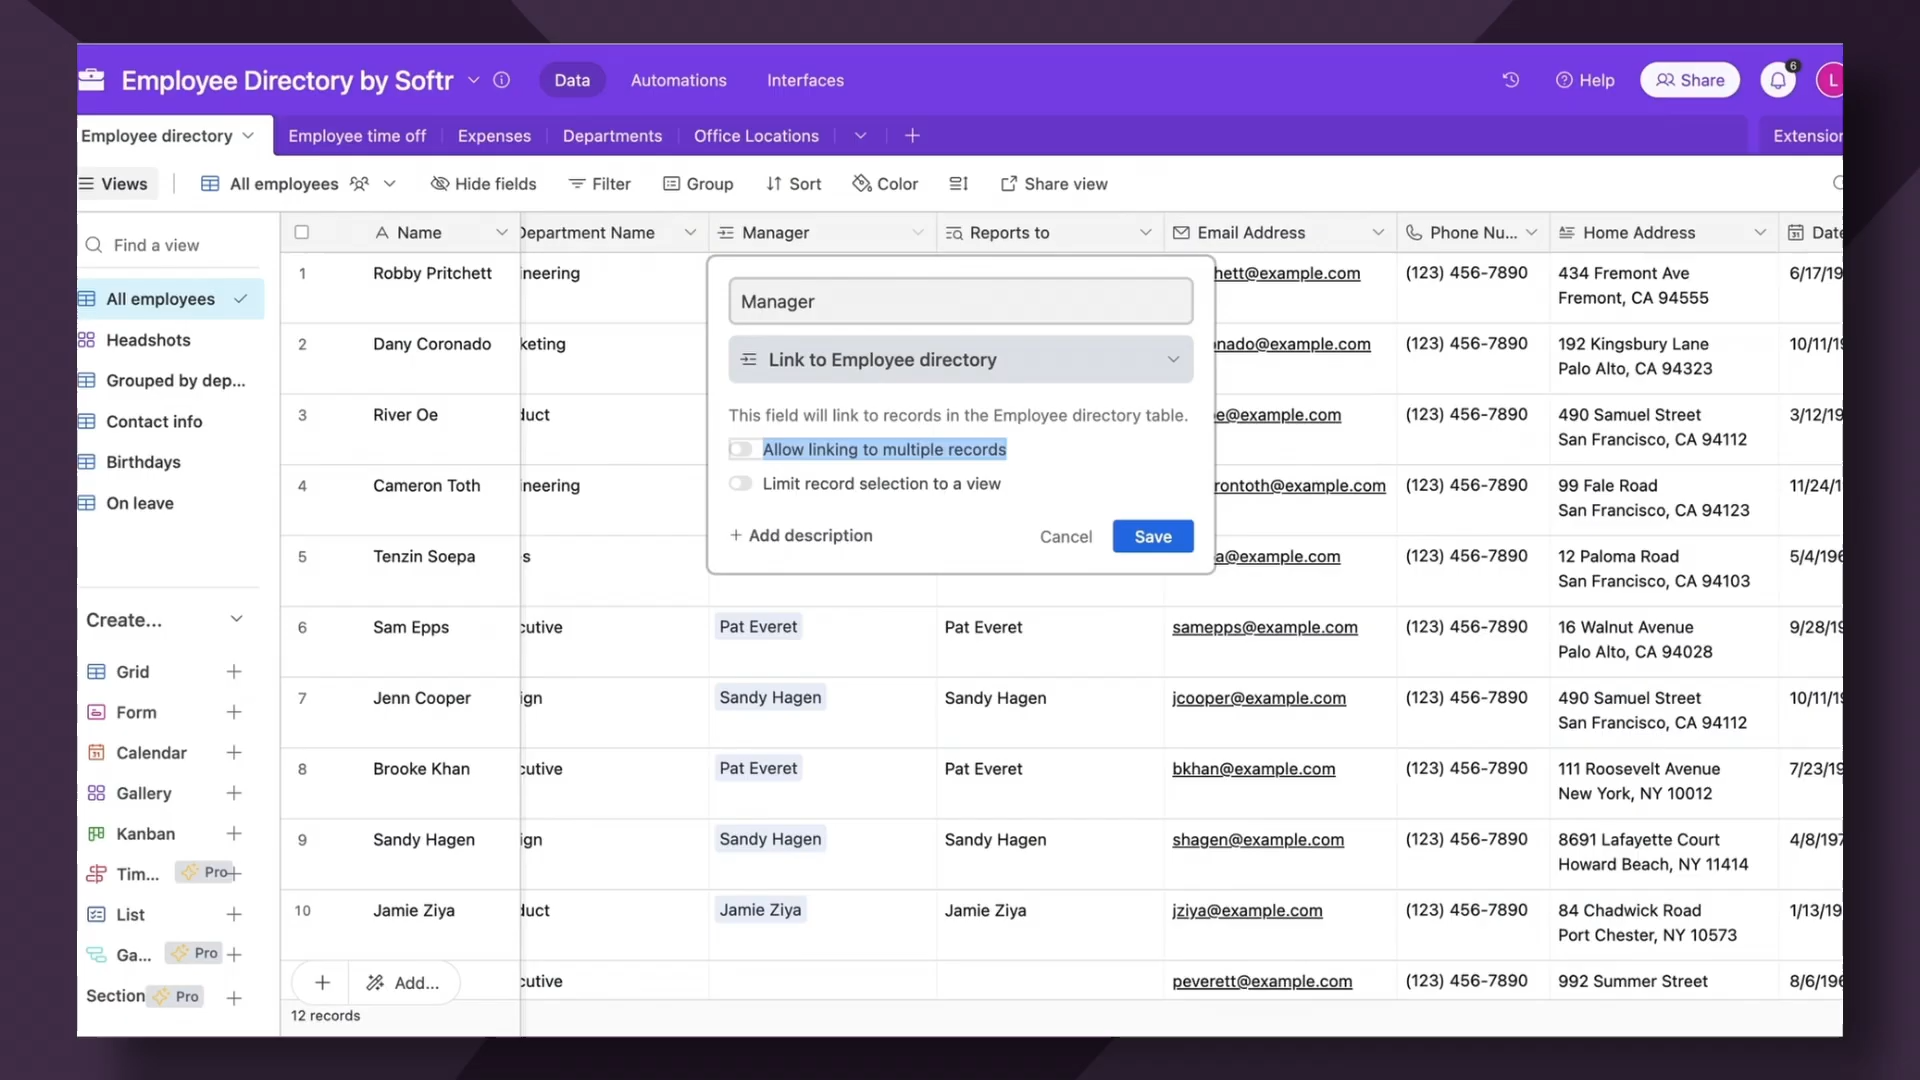 Employee Directory by Softr
Data
Automations
Interfaces
Help
Share
6
L
Employee directory
Employee time off
Expenses
Departments
Office Locations
Extension
Views
All employees
Hide fields
Filter
Group
Sort
Color
Share view
Find a view
All employees
Headshots
Grouped by dep...
Contact info
Birthdays
On leave
Create...
Grid
Form
Calendar
Gallery
Kanban
Tim... Pro
List
Ga... Pro
Section Pro
Name
Department Name
Manager
Reports to
Email Address
Phone Nu...
Home Address
Date
1 Robby Pritchett ineering hett@example.com (123) 456-7890 434 Fremont Ave 6/17/19
Fremont, CA 94555
2 Dany Coronado keting onado@example.com (123) 456-7890 192 Kingsbury Lane 10/11/19
Palo Alto, CA 94323
3 River Oe duct e@example.com (123) 456-7890 490 Samuel Street 3/12/19
San Francisco, CA 94112
4 Cameron Toth ineering rontoth@example.com (123) 456-7890 99 Fale Road 11/24/1
San Francisco, CA 94123
5 Tenzin Soepa s a@example.com (123) 456-7890 12 Paloma Road 5/4/196
San Francisco, CA 94103
6 Sam Epps cutive Pat Everet Pat Everet samepps@example.com (123) 456-7890 16 Walnut Avenue 9/28/19
Palo Alto, CA 94028
7 Jenn Cooper ign Sandy Hagen Sandy Hagen jcooper@example.com (123) 456-7890 490 Samuel Street 10/11/19
San Francisco, CA 94112
8 Brooke Khan cutive Pat Everet Pat Everet bkhan@example.com (123) 456-7890 111 Roosevelt Avenue 7/23/19
New York, NY 10012
9 Sandy Hagen ign Sandy Hagen Sandy Hagen shagen@example.com (123) 456-7890 8691 Lafayette Court 4/8/197
Howard Beach, NY 11414
10 Jamie Ziya duct Jamie Ziya Jamie Ziya jziya@example.com (123) 456-7890 84 Chadwick Road 1/13/19
Port Chester, NY 10573
cutive peverett@example.com (123) 456-7890 992 Summer Street 8/6/196
Add...
12 records
Manager
Link to Employee directory
This field will link to records in the Employee directory table.
Allow linking to multiple records
Limit record selection to a view
+ Add description
Cancel
Save